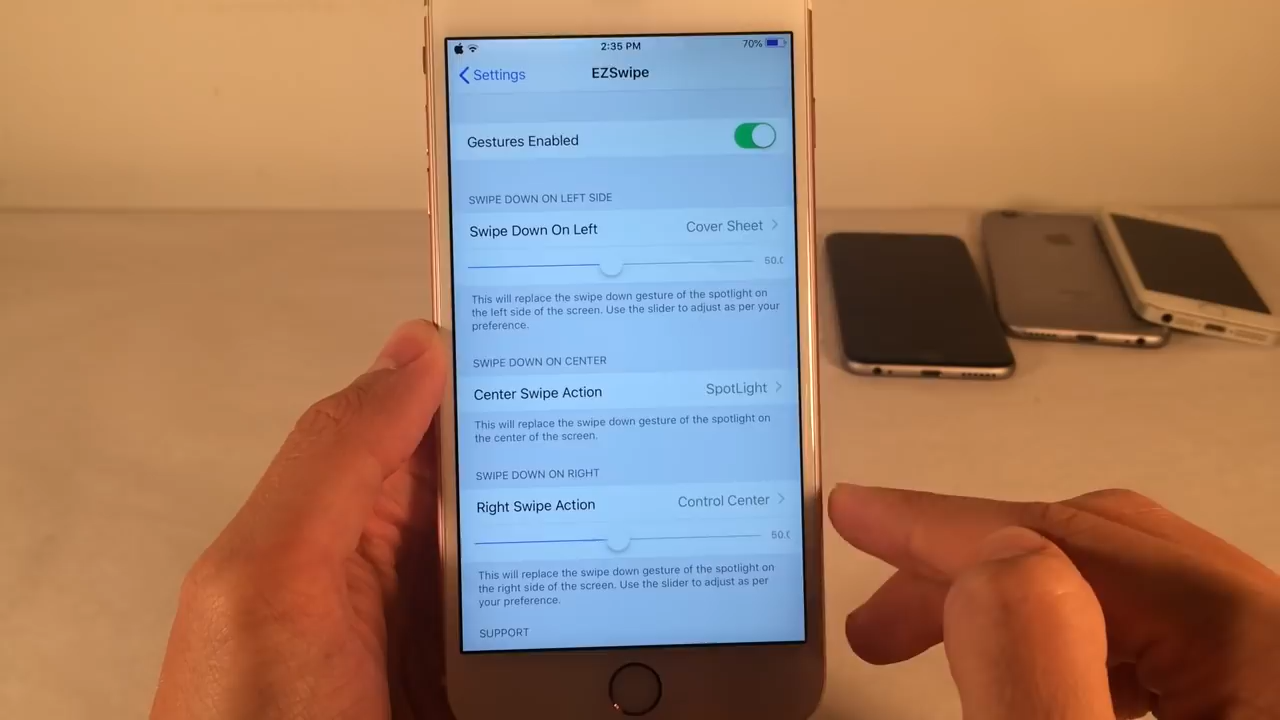 2:35 PM
70%
Settings
EZSwipe
Gestures Enabled
SWIPE DOWN ON LEFT SIDE
Swipe Down On Left
Cover Sheet
50.0
This will replace the swipe down gesture of the spotlight on
the left side of the screen. Use the slider to adjust as per your
preference.
SWIPE DOWN ON CENTER
Center Swipe Action
SpotLight
This will replace the swipe down gesture of the spotlight on
the center of the screen.
SWIPE DOWN ON RIGHT
Right Swipe Action
Control Center
50.0
This will replace the swipe down gesture of the spotlight on
the right side of the screen. Use the slider to adjust as per
your preference.
SUPPORT